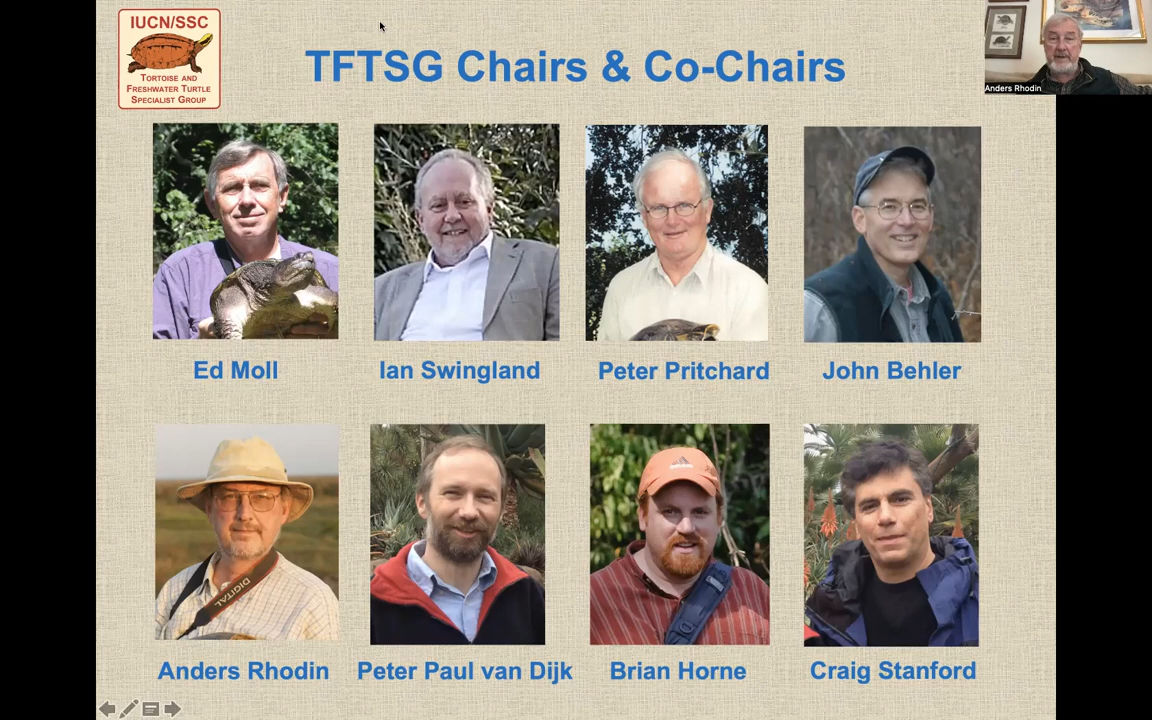 IUCN/SSC
TORTOISE AND
FRESHWATER TURTLE
SPECIALIST GROUP
TFTSG Chairs & Co-Chairs
Anders Rhodin
Ed Moll
Ian Swingland
Peter Pritchard
John Behler
DIGITAL
Anders Rhodin
Peter Paul van Dijk
Brian Horne
Craig Stanford